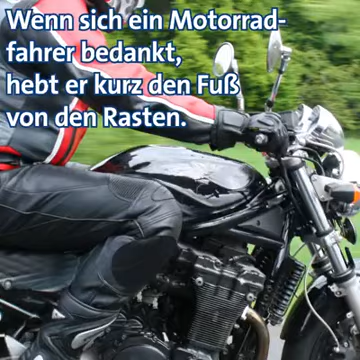 Wenn sich ein Motorrad-
fahrer bedankt,
hebt er kurz den Fuß
von den Rasten.